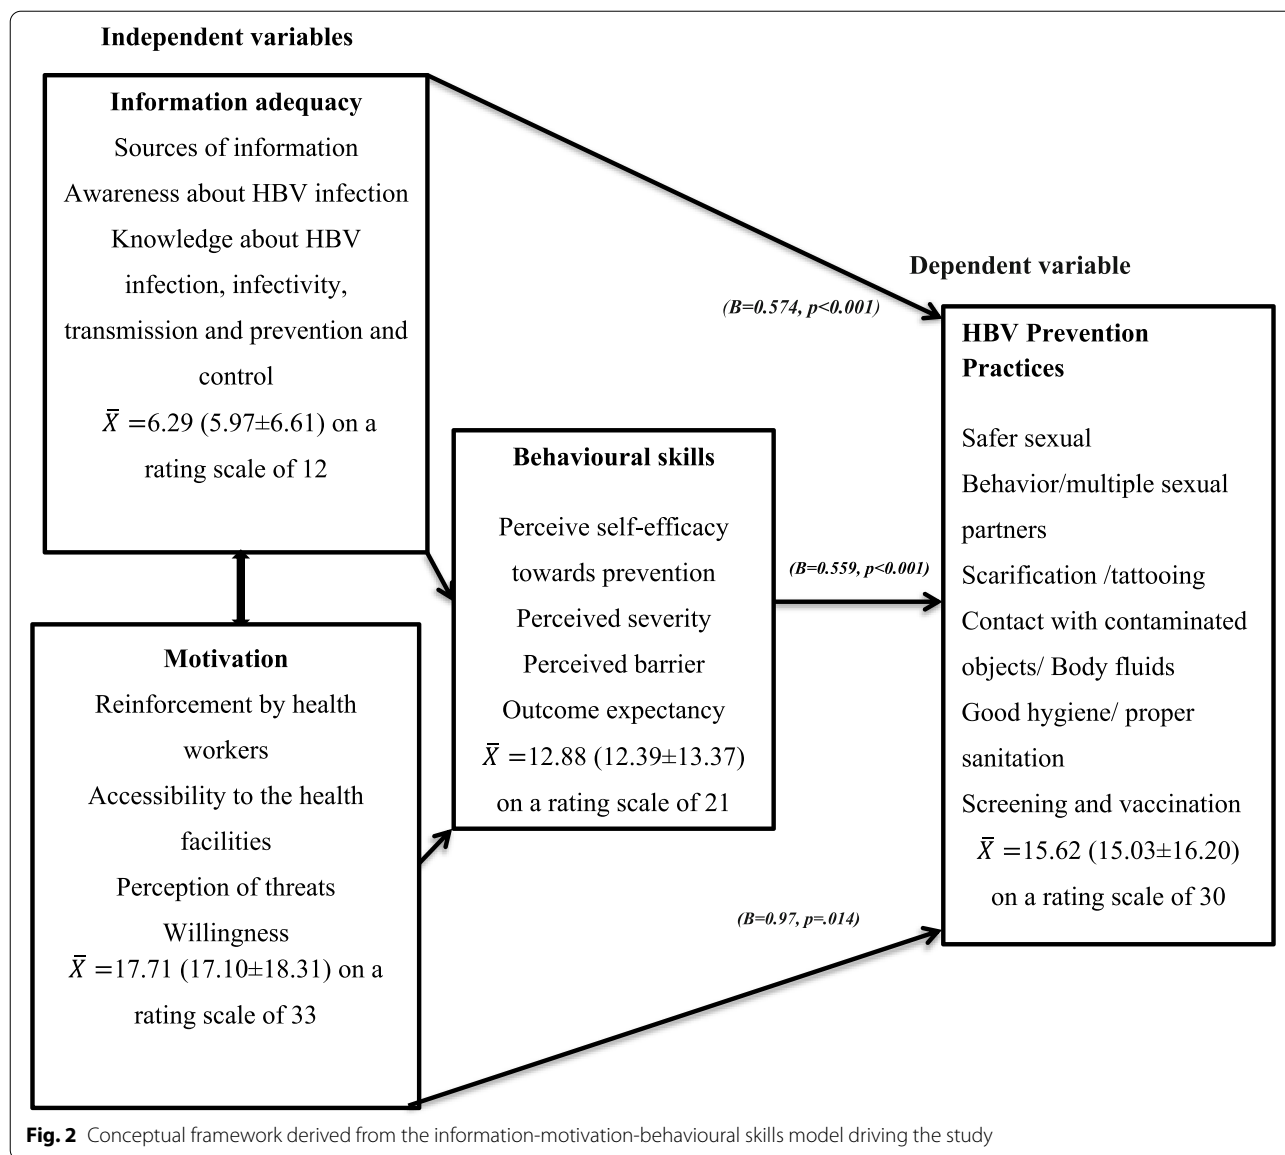 Independent variables
Information adequacy
Sources of information
Awareness about HBV infection
Knowledge about HBV
infection, infectivity,
transmission and prevention and
control
X̄ =6.29 (5.97±6.61) on a
rating scale of 12
Motivation
Reinforcement by health
workers
Accessibility to the health
facilities
Perception of threats
Willingness
X̄ =17.71 (17.10±18.31) on a
rating scale of 33
Behavioural skills
Perceive self-efficacy
towards prevention
Perceived severity
Perceived barrier
Outcome expectancy
X̄ =12.88 (12.39±13.37)
on a rating scale of 21
(B=0.574, p<0.001)
(B=0.559, p<0.001)
(B=0.97, p=.014)
Dependent variable
HBV Prevention
Practices
Safer sexual
Behavior/multiple sexual
partners
Scarification /tattooing
Contact with contaminated
objects/ Body fluids
Good hygiene/ proper
sanitation
Screening and vaccination
X̄ =15.62 (15.03±16.20)
on a rating scale of 30
Fig. 2 Conceptual framework derived from the information-motivation-behavioural skills model driving the study